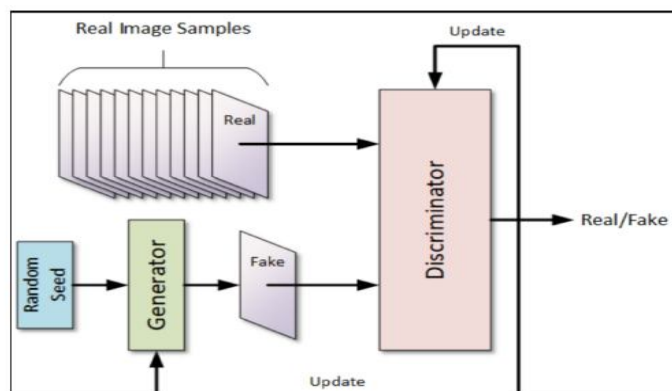 Real Image Samples
Update
Real
Discriminator
Real/Fake
Random
Seed
Generator
Fake
Update